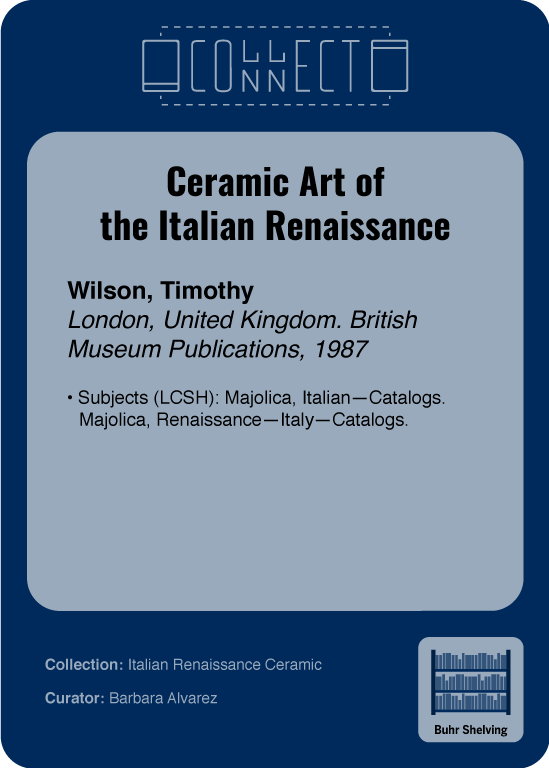 COLLECT
CONNECT
Ceramic Art of
the Italian Renaissance
Wilson, Timothy
London, United Kingdom. British
Museum Publications, 1987
• Subjects (LCSH): Majolica, Italian—Catalogs.
Majolica, Renaissance—Italy—Catalogs.
Collection: Italian Renaissance Ceramic
Curator: Barbara Alvarez
Buhr Shelving